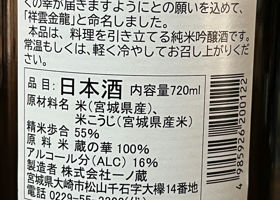 くの幸が届きますようにとの願いを込めて、
「祥雲金龍」と命名しました。
本品は、料理を引き立てる純米吟醸酒です。
常温もしくは、軽く冷やしてお召し上がりください。
品目:日本酒 内容量720ml
原材料名 米(宮城県産)、
米こうじ(宮城県産米)
精米歩合 55%
原料米 蔵の華 100%
アルコール分(ALC) 16%
製造者 株式会社一ノ蔵
宮城県大崎市松山千石字大欅14番地
4985926200122